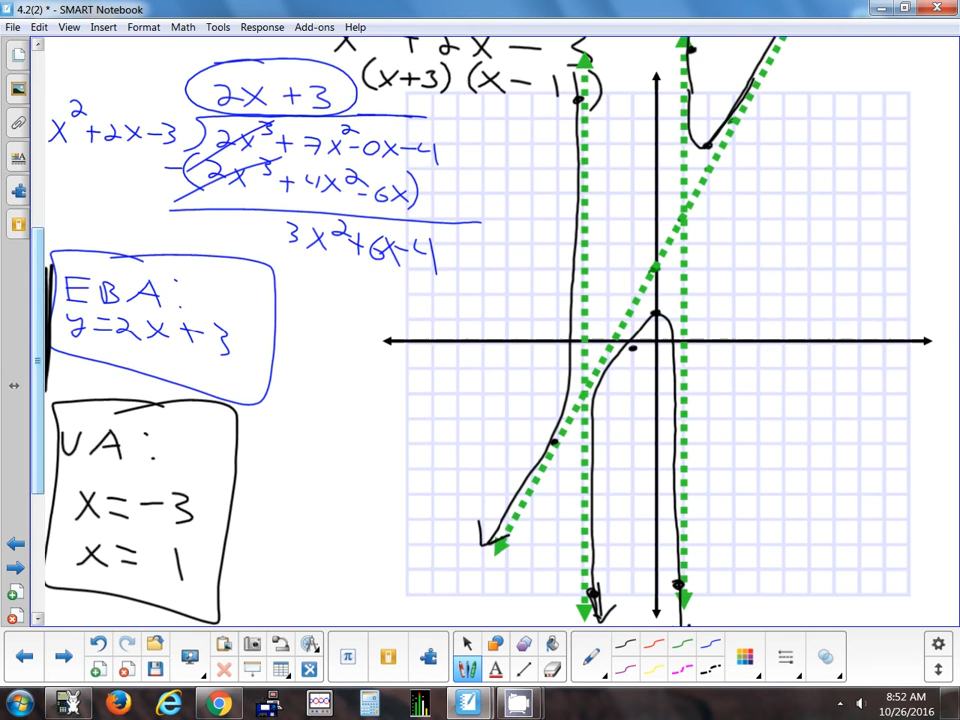 4.2(2) * - SMART Notebook
File Edit View Insert Format Math Tools Response Add-ons Help
x + 2x - 3
(x+3) (x - 1)
2x + 3
x² + 2x - 3 ) 2x³ + 7x² - 0x - 4
- (2x³ + 4x² - 6x)
3x² + 6x - 4
EBA:
y = 2x + 3
VA:
x = -3
x = 1
π
A
8:52 AM
10/26/2016